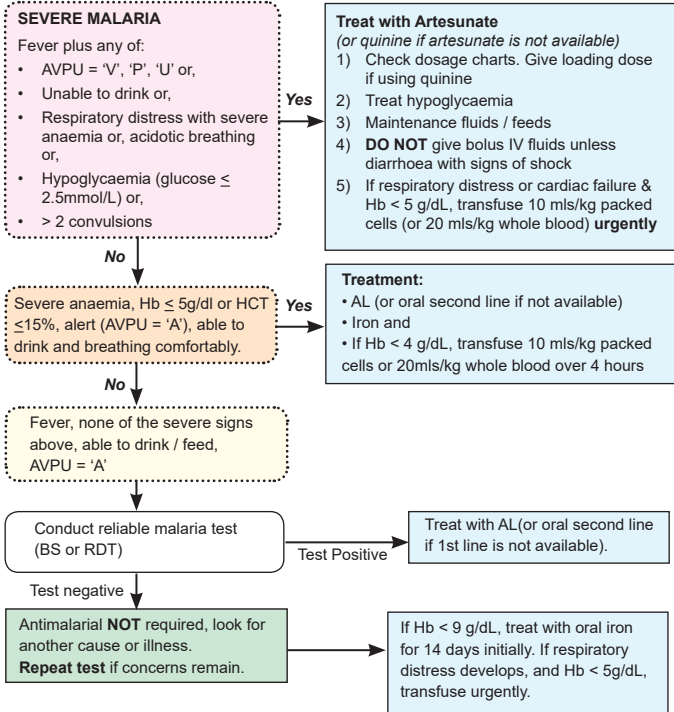 SEVERE MALARIA
Fever plus any of:
• AVPU = ‘V’, ‘P’, ‘U’ or,
• Unable to drink or,
• Respiratory distress with severe
anaemia or, acidotic breathing
or,
• Hypoglycaemia (glucose ≤
2.5mmol/L) or,
• > 2 convulsions
Yes
Treat with Artesunate
(or quinine if artesunate is not available)
1) Check dosage charts. Give loading dose
if using quinine
2) Treat hypoglycaemia
3) Maintenance fluids / feeds
4) DO NOT give bolus IV fluids unless
diarrhoea with signs of shock
5) If respiratory distress or cardiac failure &
Hb < 5 g/dL, transfuse 10 mls/kg packed
cells (or 20 mls/kg whole blood) urgently
No
Severe anaemia, Hb ≤ 5g/dl or HCT
≤15%, alert (AVPU = ‘A’), able to
drink and breathing comfortably.
Yes
Treatment:
• AL (or oral second line if not available)
• Iron and
• If Hb < 4 g/dL, transfuse 10 mls/kg packed
cells or 20mls/kg whole blood over 4 hours
No
Fever, none of the severe signs
above, able to drink / feed,
AVPU = ‘A’
Conduct reliable malaria test
(BS or RDT)
Test Positive
Treat with AL(or oral second line
if 1st line is not available).
Test negative
Antimalarial NOT required, look for
another cause or illness.
Repeat test if concerns remain.
If Hb < 9 g/dL, treat with oral iron
for 14 days initially. If respiratory
distress develops, and Hb < 5g/dL,
transfuse urgently.